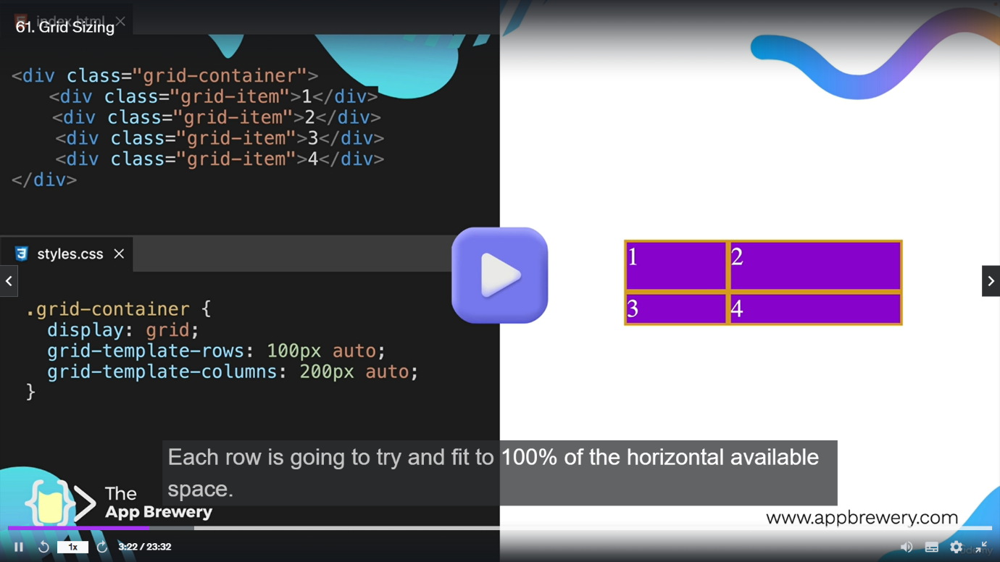 index.html
61. Grid Sizing
<div class="grid-container">
<div class="grid-item">1</div>
<div class="grid-item">2</div>
<div class="grid-item">3</div>
<div class="grid-item">4</div>
</div>
styles.css
.grid-container {
display: grid;
grid-template-rows: 100px auto;
grid-template-columns: 200px auto;
}
1 2
3 4
Each row is going to try and fit to 100% of the horizontal available
space.
The
App Brewery
www.appbrewery.com
1x 3:22 / 23:32
udemy